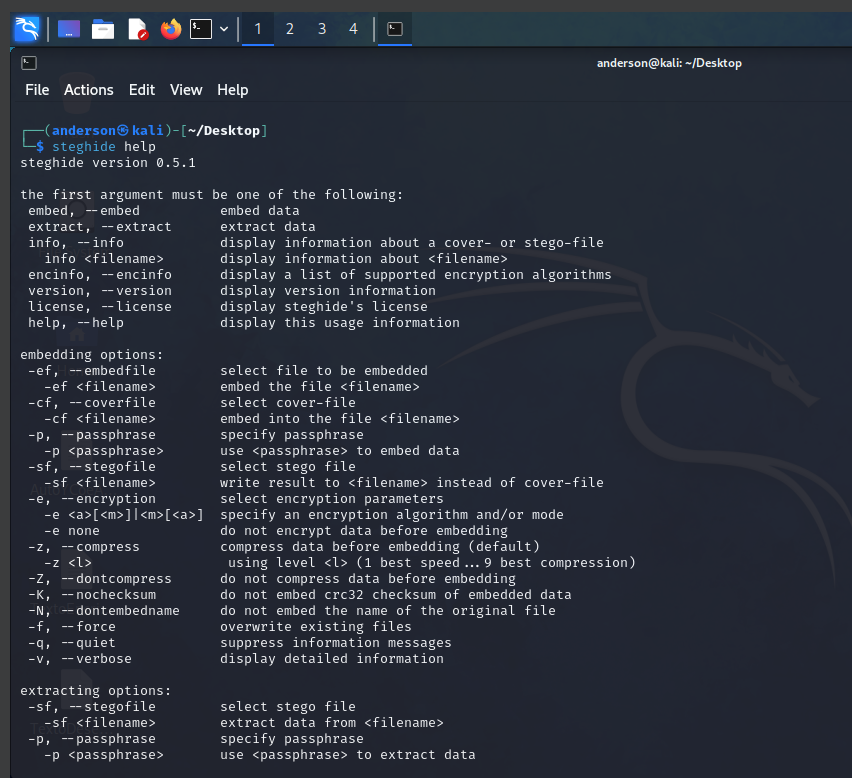 1 2 3 4
anderson@kali: ~/Desktop
File Actions Edit View Help
┌──(anderson㉿kali)-[~/Desktop]
└─$ steghide help
steghide version 0.5.1
the first argument must be one of the following:
embed, --embed embed data
extract, --extract extract data
info, --info display information about a cover- or stego-file
info <filename> display information about <filename>
encinfo, --encinfo display a list of supported encryption algorithms
version, --version display version information
license, --license display steghide's license
help, --help display this usage information
embedding options:
-ef, --embedfile select file to be embedded
-ef <filename> embed the file <filename>
-cf, --coverfile select cover-file
-cf <filename> embed into the file <filename>
-p, --passphrase specify passphrase
-p <passphrase> use <passphrase> to embed data
-sf, --stegofile select stego file
-sf <filename> write result to <filename> instead of cover-file
-e, --encryption select encryption parameters
-e <a>[<m>]|<m>[<a>] specify an encryption algorithm and/or mode
-e none do not encrypt data before embedding
-z, --compress compress data before embedding (default)
-z <l> using level <l> (1 best speed...9 best compression)
-Z, --dontcompress do not compress data before embedding
-K, --nochecksum do not embed crc32 checksum of embedded data
-N, --dontembedname do not embed the name of the original file
-f, --force overwrite existing files
-q, --quiet suppress information messages
-v, --verbose display detailed information
extracting options:
-sf, --stegofile select stego file
-sf <filename> extract data from <filename>
-p, --passphrase specify passphrase
-p <passphrase> use <passphrase> to extract data